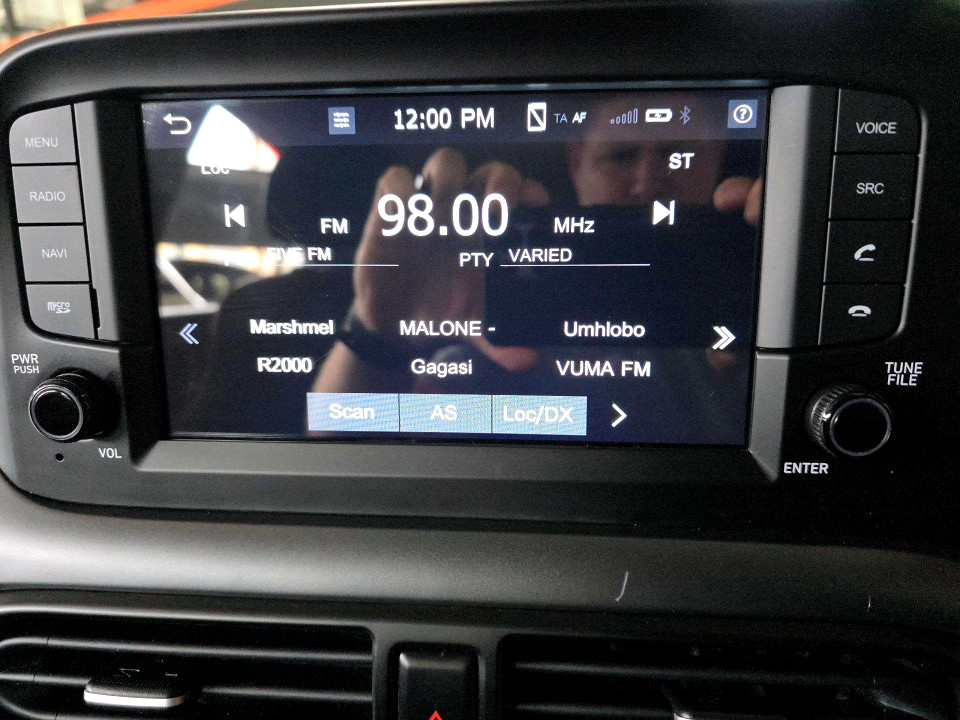 12:00 PM TA AF
MENU
VOICE
Loc
ST
RADIO
SRC
FM 98.00 MHz
NAVI
FIVE FM PTY VARIED
micro SD
Marshmel MALONE - Umhlobo
R2000 Gagasi VUMA FM
PWR
PUSH
TUNE
FILE
Scan AS Loc/DX
VOL
ENTER